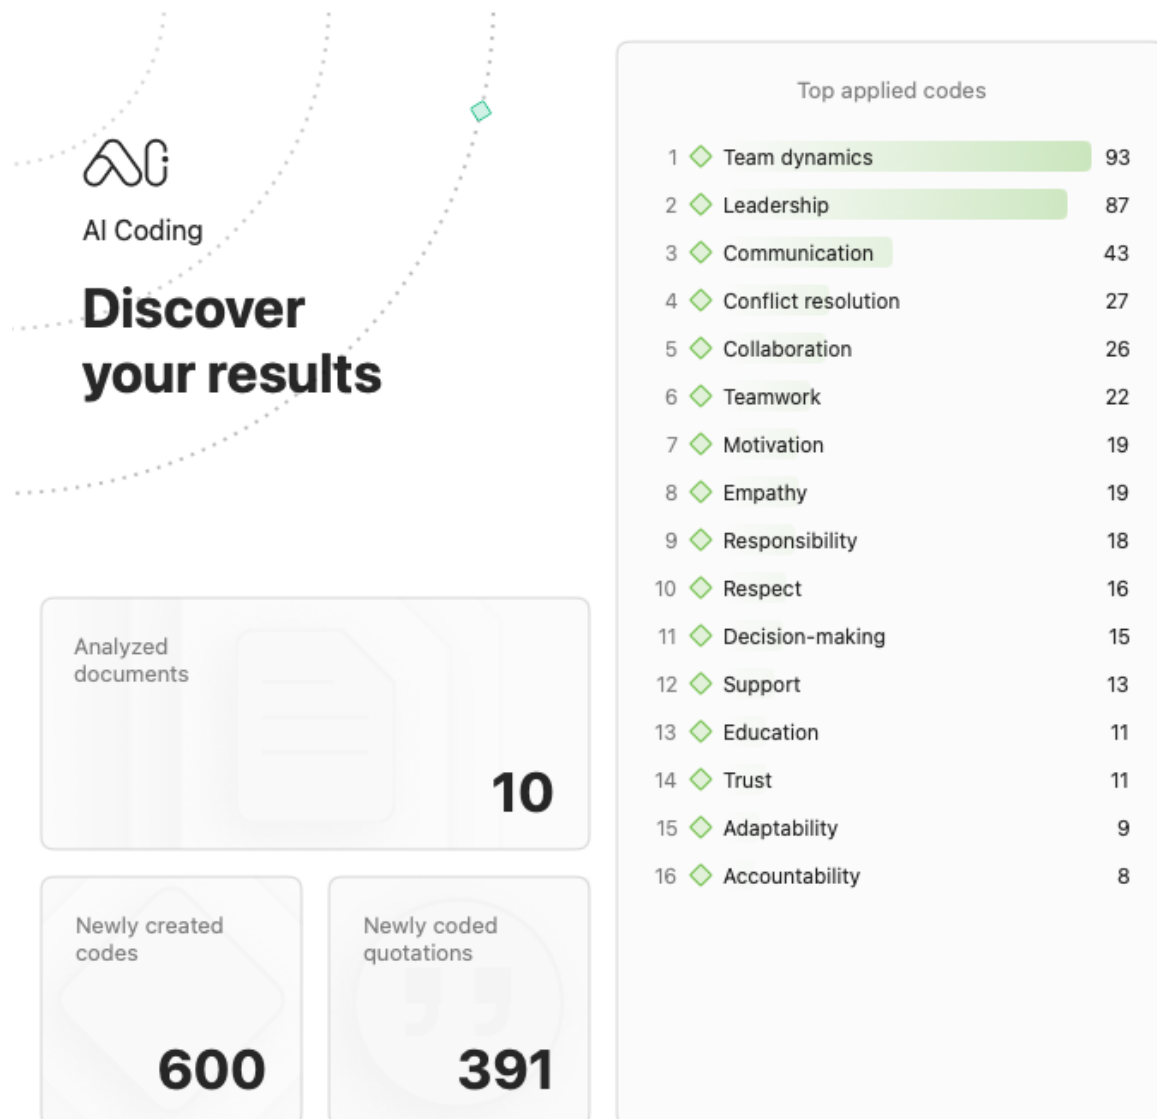 AI Coding
Discover
your results
Analyzed
documents
10
Newly created
codes
600
Newly coded
quotations
391
Top applied codes
1 Team dynamics 93
2 Leadership 87
3 Communication 43
4 Conflict resolution 27
5 Collaboration 26
6 Teamwork 22
7 Motivation 19
8 Empathy 19
9 Responsibility 18
10 Respect 16
11 Decision-making 15
12 Support 13
13 Education 11
14 Trust 11
15 Adaptability 9
16 Accountability 8